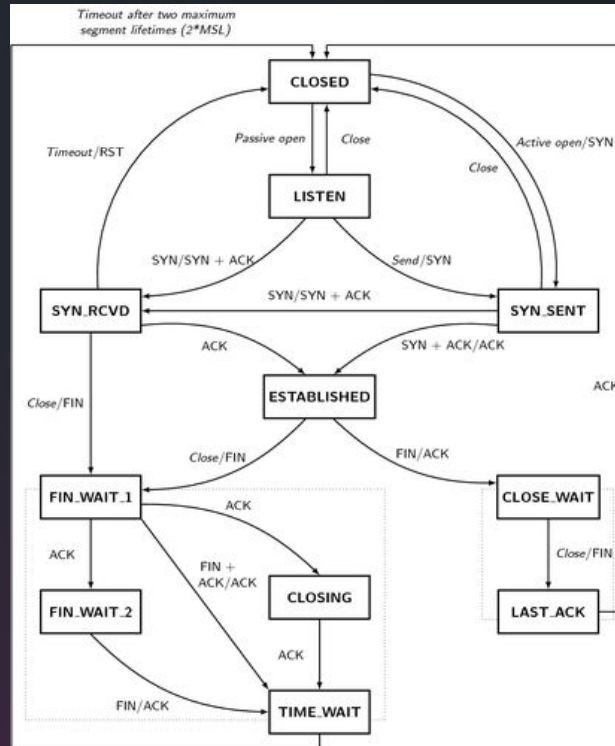 Timeout after two maximum
segment lifetimes (2*MSL)
CLOSED
Passive open
Close
Active open/SYN
Timeout/RST
Close
LISTEN
SYN/SYN + ACK
Send/SYN
SYN/SYN + ACK
SYN_RCVD
SYN_SENT
ACK
SYN + ACK/ACK
ESTABLISHED
ACK
Close/FIN
Close/FIN
FIN/ACK
FIN_WAIT_1
CLOSE_WAIT
ACK
ACK
FIN +
ACK/ACK
Close/FIN
CLOSING
FIN_WAIT_2
LAST_ACK
ACK
FIN/ACK
TIME_WAIT